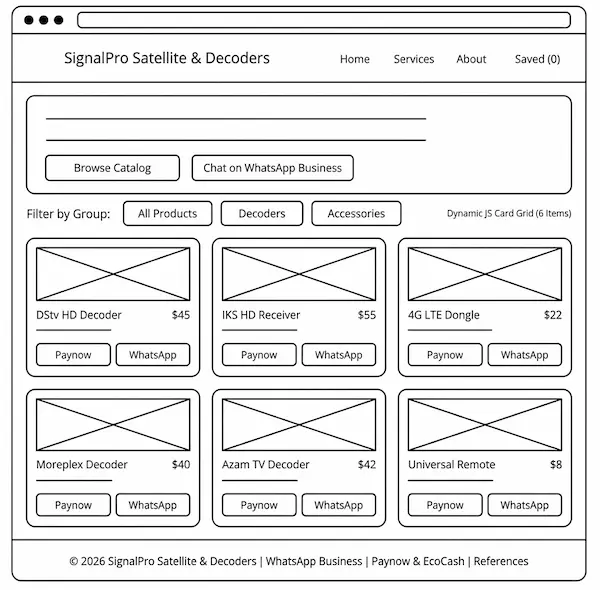 SignalPro Satellite & Decoders Home Services About Saved (0)
Browse Catalog Chat on WhatsApp Business
Filter by Group: All Products Decoders Accessories Dynamic JS Card Grid (6 Items)
DStv HD Decoder $45 IKS HD Receiver $55 4G LTE Dongle $22
Paynow WhatsApp Paynow WhatsApp Paynow WhatsApp
Moreplex Decoder $40 Azam TV Decoder $42 Universal Remote $8
Paynow WhatsApp Paynow WhatsApp Paynow WhatsApp
© 2026 SignalPro Satellite & Decoders | WhatsApp Business | Paynow & EcoCash | References